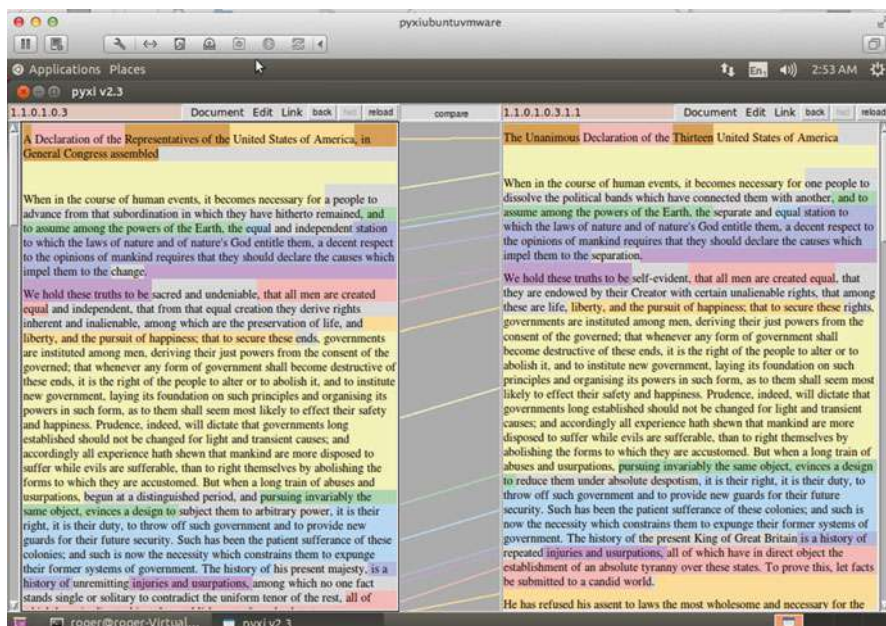 pyxiubuntuvmware
Applications Places
En
2:53 AM
pyxi v2.3
1.1.0.1.0.3
Document Edit Link back fwd reload
compare
1.1.0.1.0.3.1.1
Document Edit Link back fwd reload
A Declaration of the Representatives of the United States of America, in
General Congress assembled
When in the course of human events, it becomes necessary for a people to
advance from that subordination in which they have hitherto remained, and
to assume among the powers of the Earth, the equal and independent station
to which the laws of nature and of nature's God entitle them, a decent respect
to the opinions of mankind requires that they should declare the causes which
impel them to the change.
We hold these truths to be sacred and undeniable, that all men are created
equal and independent, that from that equal creation they derive rights
inherent and inalienable, among which are the preservation of life, and
liberty, and the pursuit of happiness; that to secure these ends, governments
are instituted among men, deriving their just powers from the consent of the
governed; that whenever any form of government shall become destructive of
these ends, it is the right of the people to alter or to abolish it, and to institute
new government, laying its foundation on such principles and organising its
powers in such form, as to them shall seem most likely to effect their safety
and happiness. Prudence, indeed, will dictate that governments long
established should not be changed for light and transient causes; and
accordingly all experience hath shewn that mankind are more disposed to
suffer while evils are sufferable, than to right themselves by abolishing the
forms to which they are accustomed. But when a long train of abuses and
usurpations, begun at a distinguished period, and pursuing invariably the
same object, evinces a design to subject them to arbitrary power, it is their
right, it is their duty, to throw off such government and to provide new
guards for their future security. Such has been the patient sufferance of these
colonies; and such is now the necessity which constrains them to expunge
their former systems of government. The history of his present majesty, is a
history of unremitting injuries and usurpations, among which no one fact
stands single or solitary to contradict the uniform tenor of the rest, all of
The Unanimous Declaration of the Thirteen United States of America
When in the course of human events, it becomes necessary for one people to
dissolve the political bands which have connected them with another, and to
assume among the powers of the Earth, the separate and equal station to
which the laws of nature and of nature's God entitle them, a decent respect to
the opinions of mankind requires that they should declare the causes which
impel them to the separation.
We hold these truths to be self-evident, that all men are created equal, that
they are endowed by their Creator with certain unalienable rights, that among
these are life, liberty, and the pursuit of happiness; that to secure these rights,
governments are instituted among men, deriving their just powers from the
consent of the governed; that whenever any form of government shall
become destructive of these ends, it is the right of the people to alter or to
abolish it, and to institute new government, laying its foundation on such
principles and organising its powers in such form, as to them shall seem most
likely to effect their safety and happiness. Prudence, indeed, will dictate that
governments long established should not be changed for light and transient
causes; and accordingly all experience hath shewn that mankind are more
disposed to suffer while evils are sufferable, than to right themselves by
abolishing the forms to which they are accustomed. But when a long train of
abuses and usurpations, pursuing invariably the same object, evinces a design
to reduce them under absolute despotism, it is their right, it is their duty, to
throw off such government and to provide new guards for their future
security. Such has been the patient sufferance of these colonies; and such is
now the necessity which constrains them to expunge their former systems of
government. The history of the present King of Great Britain is a history of
repeated injuries and usurpations, all of which have in direct object the
establishment of an absolute tyranny over these states. To prove this, let facts
be submitted to a candid world.
He has refused his assent to laws the most wholesome and necessary for the
roger@roger-Virtual...
pyxi v2.3